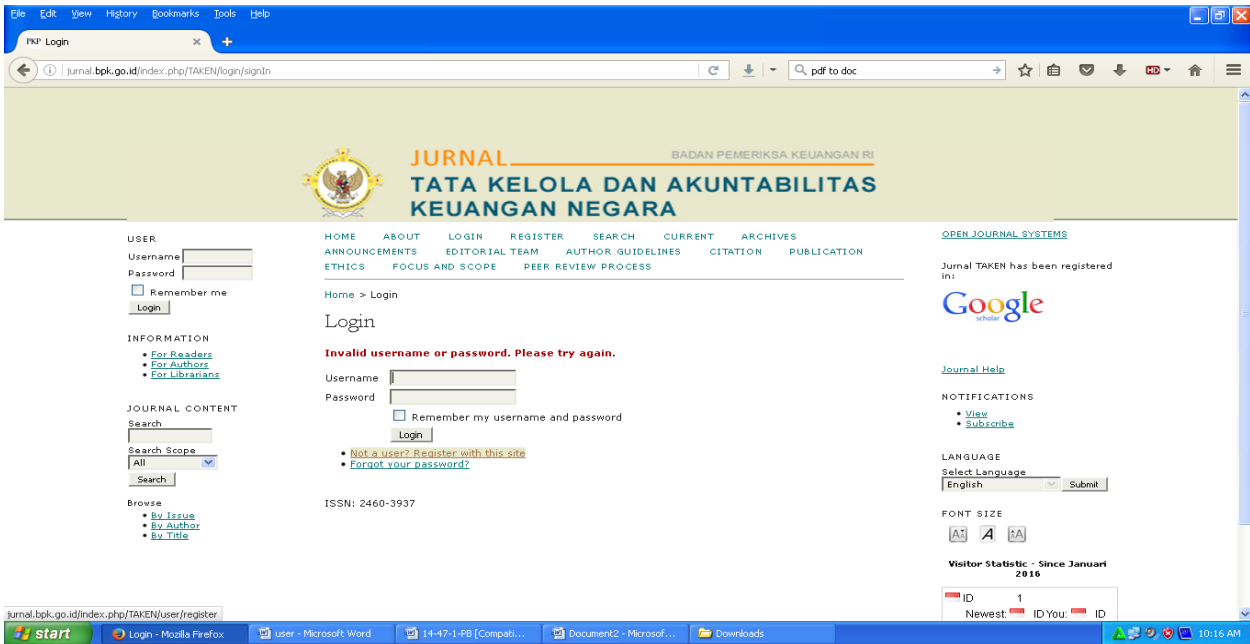 File Edit View History Bookmarks Tools Help
PKP Login × +
jurnal.bpk.go.id/index.php/TAKEN/login/signIn
pdf to doc
HD
JURNAL
BADAN PEMERIKSA KEUANGAN RI
TATA KELOLA DAN AKUNTABILITAS
KEUANGAN NEGARA
USER
Username
Password
Remember me
Login
INFORMATION
For Readers
For Authors
For Librarians
JOURNAL CONTENT
Search
Search Scope
All
Search
Browse
By Issue
By Author
By Title
HOME ABOUT LOGIN REGISTER SEARCH CURRENT ARCHIVES
ANNOUNCEMENTS EDITORIAL TEAM AUTHOR GUIDELINES CITATION PUBLICATION
ETHICS FOCUS AND SCOPE PEER REVIEW PROCESS
Home > Login
Login
Invalid username or password. Please try again.
Username
Password
Remember my username and password
Login
Not a user? Register with this site
Forgot your password?
ISSN: 2460-3937
OPEN JOURNAL SYSTEMS
Jurnal TAKEN has been registered
in:
Google
scholar
Journal Help
NOTIFICATIONS
View
Subscribe
LANGUAGE
Select Language
English Submit
FONT SIZE
A A A
Visitor Statistic - Since Januari
2016
ID 1
Newest: ID You: ID
jurnal.bpk.go.id/index.php/TAKEN/user/register
start Login - Mozilla Firefox user - Microsoft Word 14-47-1-PB [Compati... Document2 - Microsof... Downloads 10:16 AM